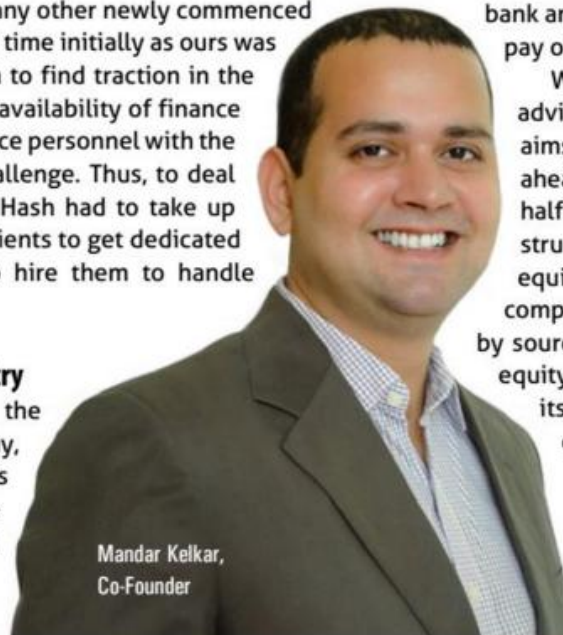 any other newly commenced
time initially as ours was
to find traction in the
availability of finance
ce personnel with the
allenge. Thus, to deal
Hash had to take up
ients to get dedicated
hire them to handle
ry
the
y,
s
Mandar Kelkar,
Co-Founder
bank an
pay o
W
advi
aims
ahea
half
stru
equi
comp
by sour
equity
its